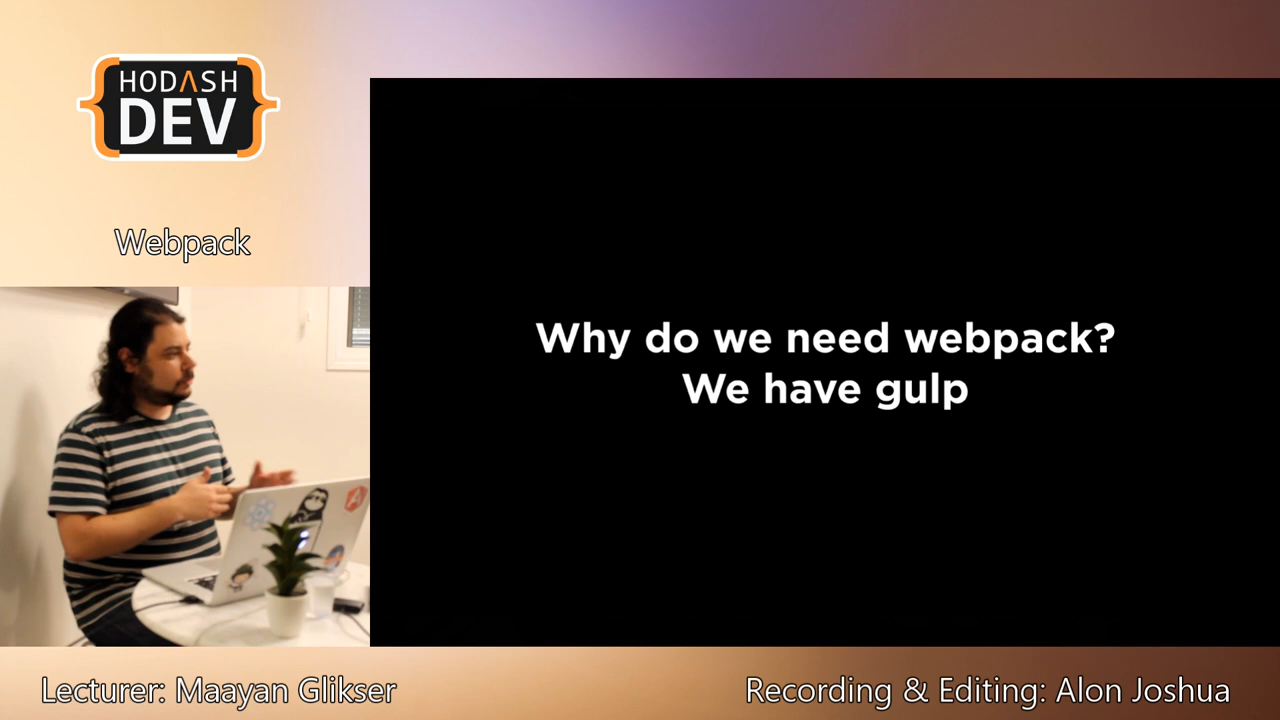 HODASH
DEV
Webpack
Why do we need webpack?
We have gulp
Lecturer: Maayan Glikser
Recording & Editing: Alon Joshua